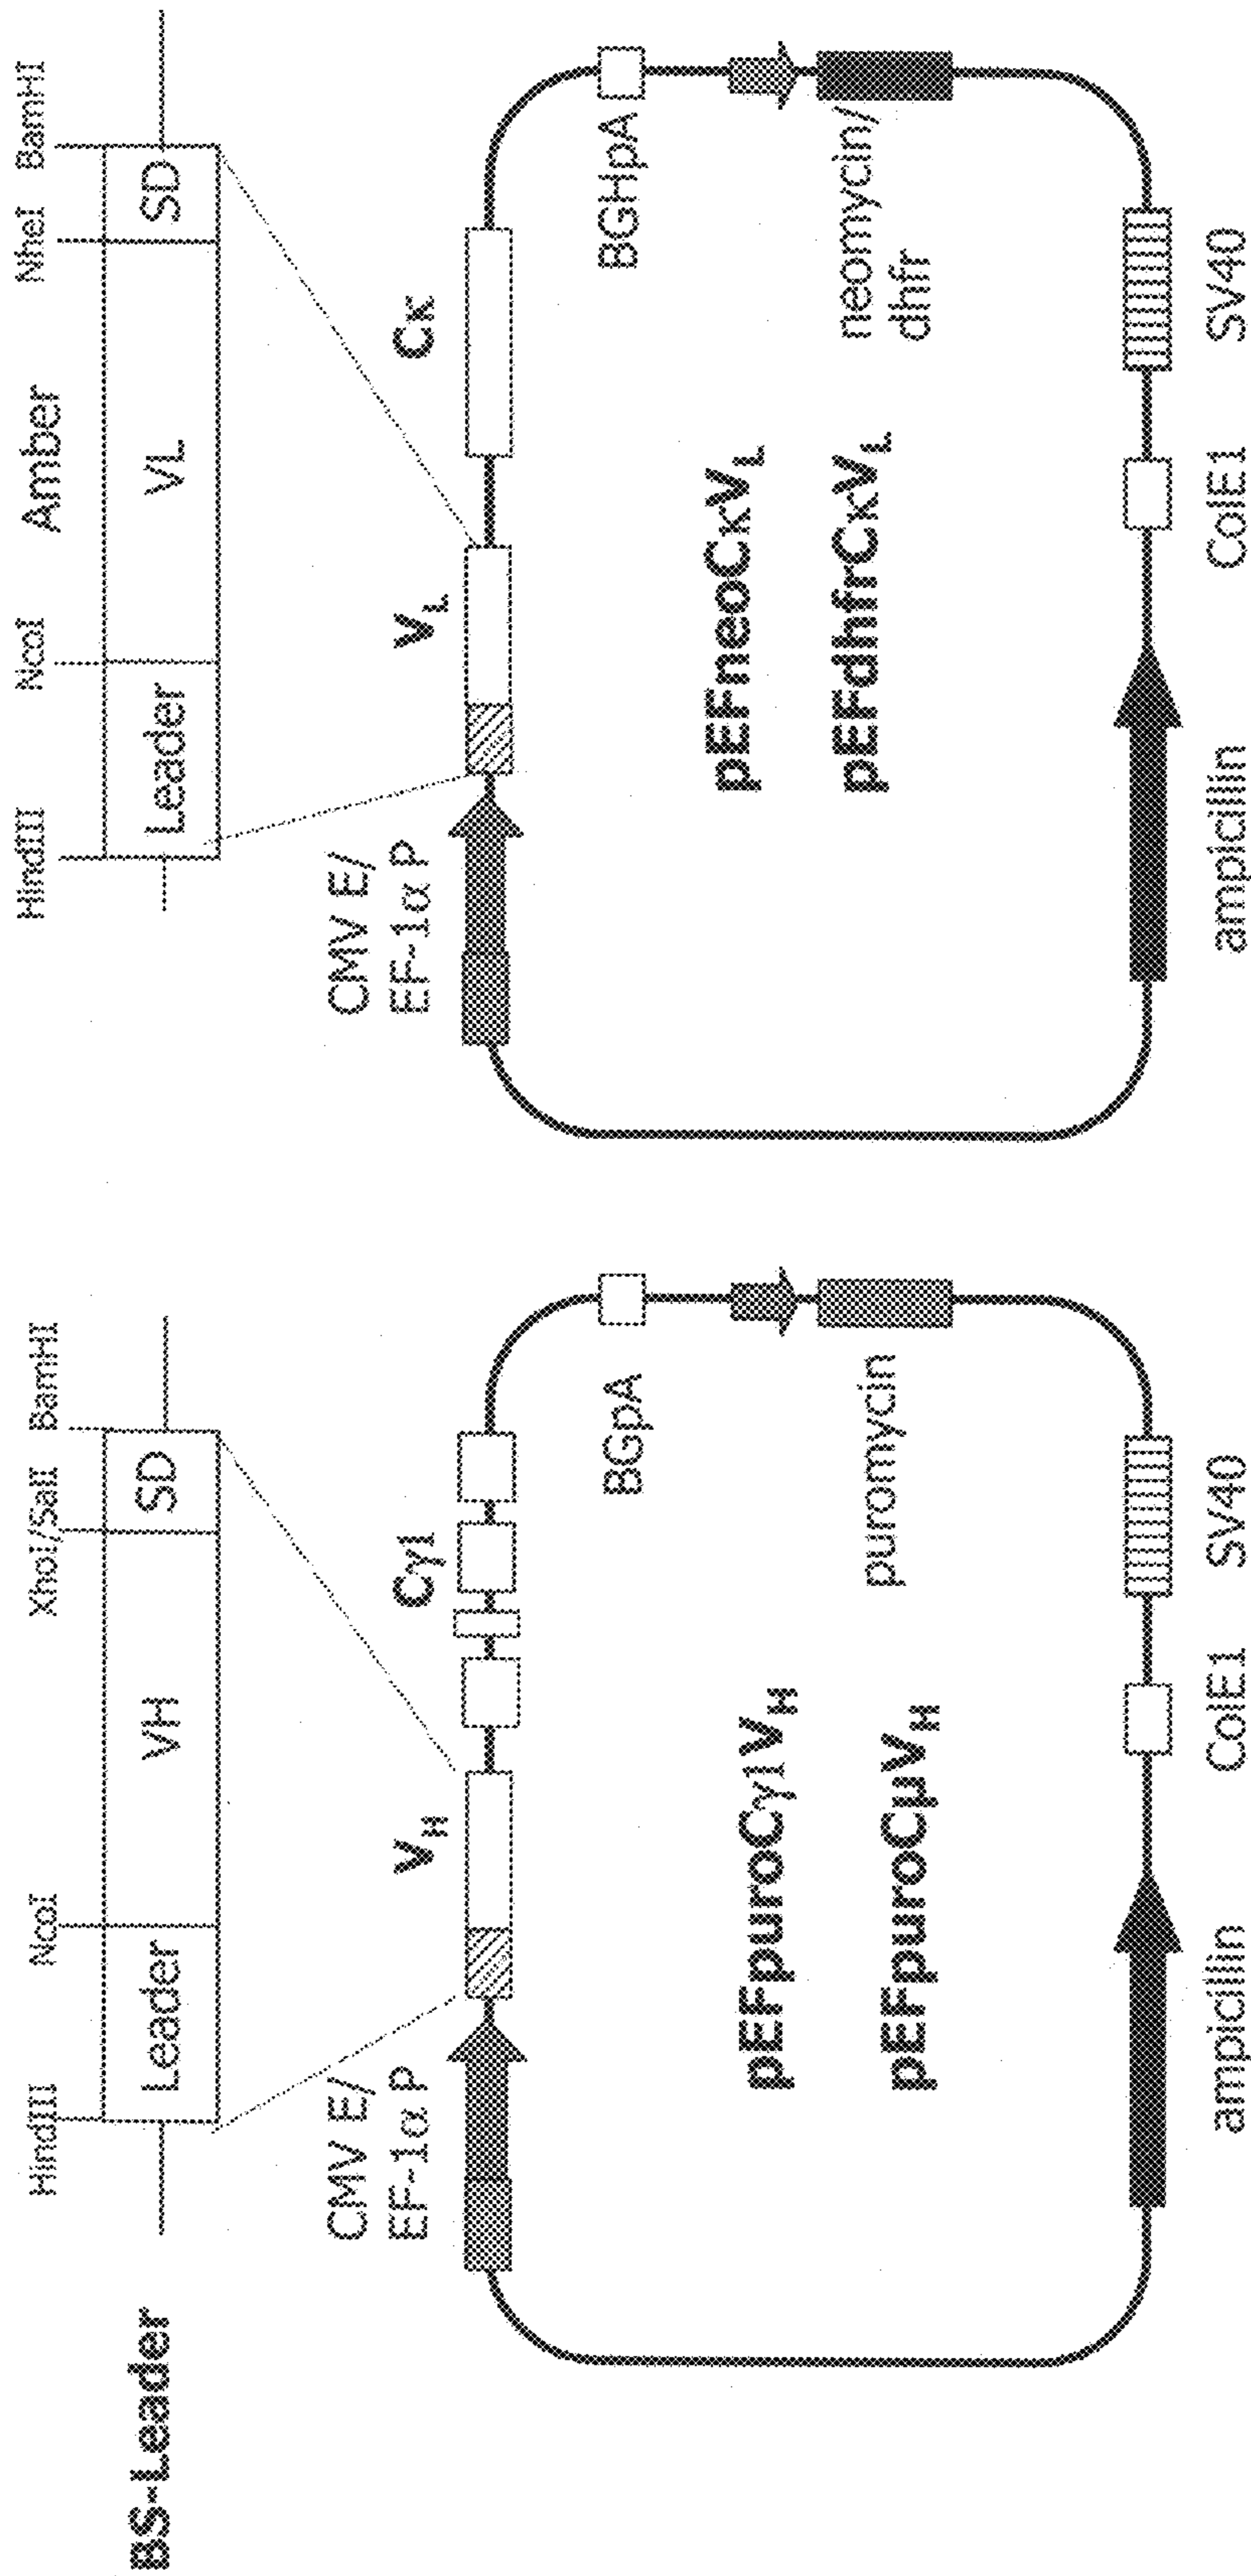 BS-Leader
HindIII NcoI XhoI/SalI BamHI
Leader VH SD
CMV E/
EF-1α P
VH
Cγ1
BGpA
puromycin
pEFpuroCγ1VH
pEFpuroCμVH
ampicillin ColE1 SV40
HindIII NcoI Amber NheI BamHI
Leader VL SD
CMV E/
EF-1α P
VL
Cκ
BGHpA
neomycin/
dhfr
pEFneoCκVL
pEFdhfrCκVL
ampicillin ColE1 SV40